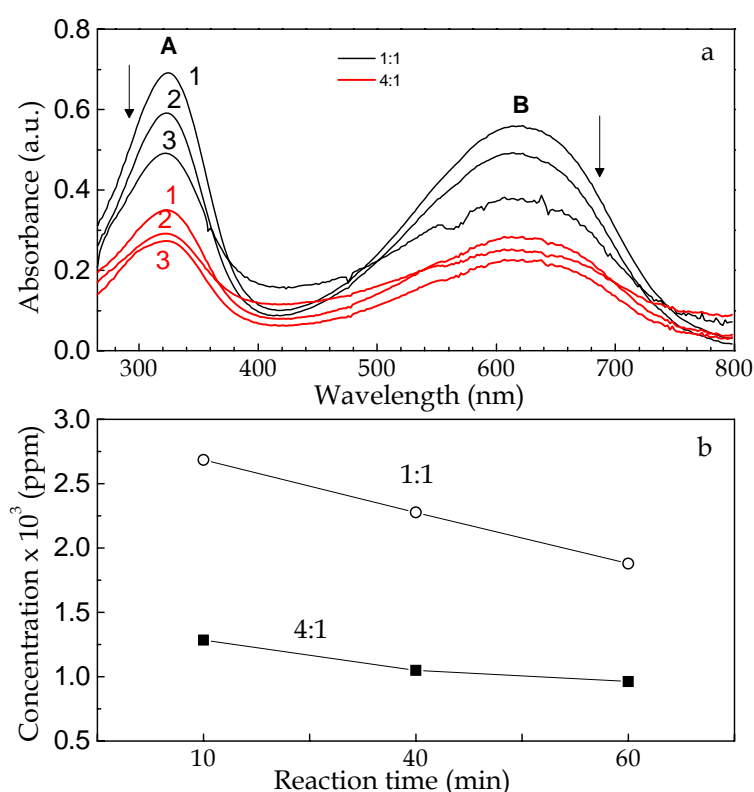 0.8
0.6
0.4
0.2
0.0
Absorbance (a.u.)
A
B
a
1:1
4:1
1
2
3
1
2
3
300 400 500 600 700 800
Wavelength (nm)
3.0
2.5
2.0
1.5
1.0
0.5
Concentration x 10³ (ppm)
b
1:1
4:1
10 40 60
Reaction time (min)